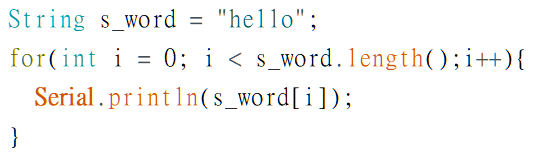 String s_word = "hello";
for(int i = 0; i < s_word.length();i++){
  Serial.println(s_word[i]);
}